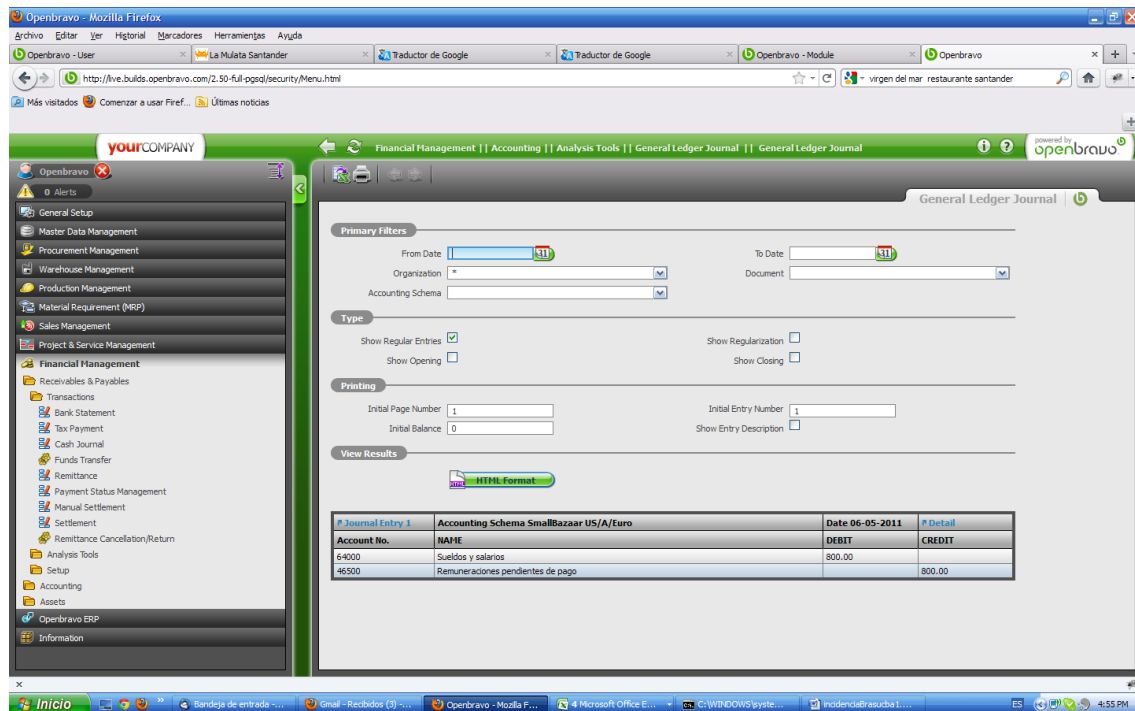 Openbravo - Mozilla Firefox
Archivo Editar Ver Historial Marcadores Herramientas Ayuda
Openbravo - User
La Mulata Santander
Traductor de Google
Traductor de Google
Openbravo - Module
Openbravo
http://live.builds.openbravo.com/2.50-full-pgsql/security/Menu.html
virgen del mar restaurante santander
Más visitados Comenzar a usar Firef... Últimas noticias
yourCOMPANY
Financial Management || Accounting || Analysis Tools || General Ledger Journal || General Ledger Journal
powered by openbravo
Openbravo
0 Alerts
General Setup
Master Data Management
Procurement Management
Warehouse Management
Production Management
Material Requirement (MRP)
Sales Management
Project & Service Management
Financial Management
Receivables & Payables
Transactions
Bank Statement
Tax Payment
Cash Journal
Funds Transfer
Remittance
Payment Status Management
Manual Settlement
Settlement
Remittance Cancellation/Return
Analysis Tools
Setup
Accounting
Assets
Openbravo ERP
Information
General Ledger Journal
Primary Filters
From Date 31 To Date 31
Organization * Document
Accounting Schema
Type
Show Regular Entries Show Regularization
Show Opening Show Closing
Printing
Initial Page Number 1 Initial Entry Number 1
Initial Balance 0 Show Entry Description
View Results
HTML HTML Format
Journal Entry 1 Accounting Schema SmallBazaar US/A/Euro Date 06-05-2011 Detail
Account No. NAME DEBIT CREDIT
64000 Sueldos y salarios 800.00
46500 Remuneraciones pendientes de pago 800.00
x
Inicio Bandeja de entrada -... Gmail - Recibidos (3) -... Openbravo - Mozilla F... 4 Microsoft Office E... C:\WINDOWS\syste... incidenciaBrasucba1.... ES 4:55 PM